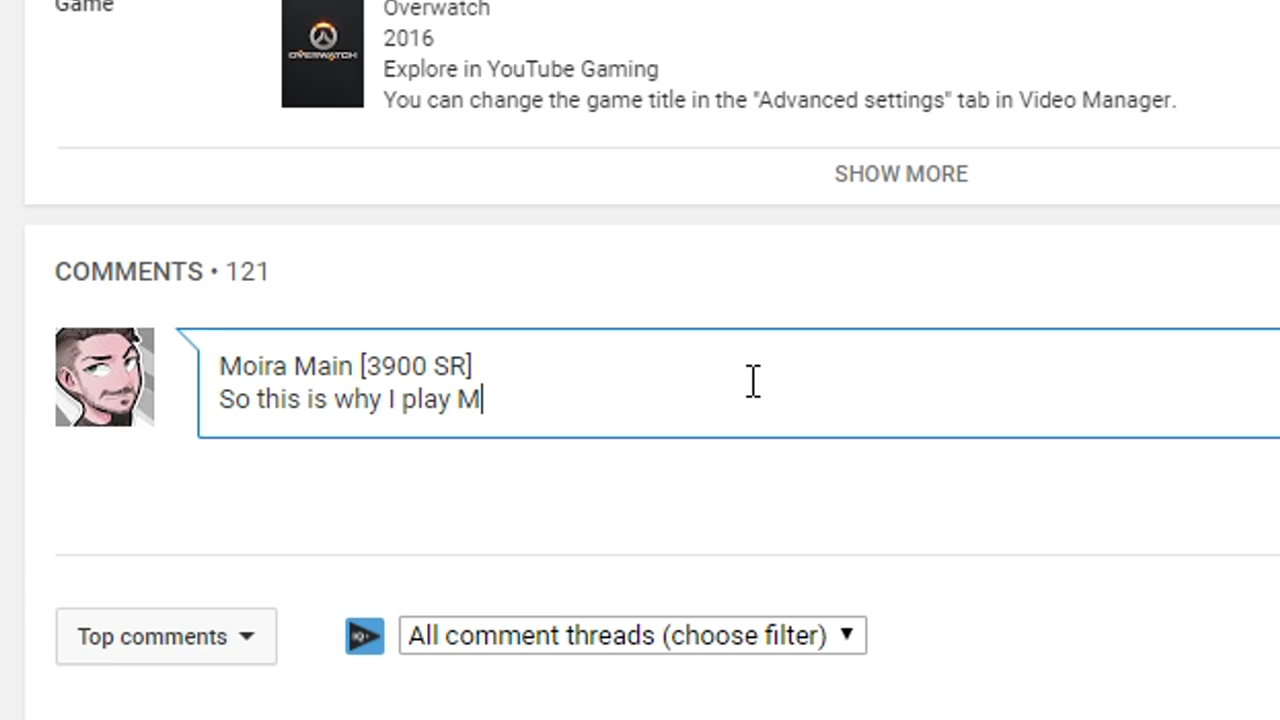 Game
Overwatch
OVERWATCH
2016
Explore in YouTube Gaming
You can change the game title in the "Advanced settings" tab in Video Manager.
SHOW MORE
COMMENTS • 121
Moira Main [3900 SR]
So this is why I play M
Top comments
All comment threads (choose filter)